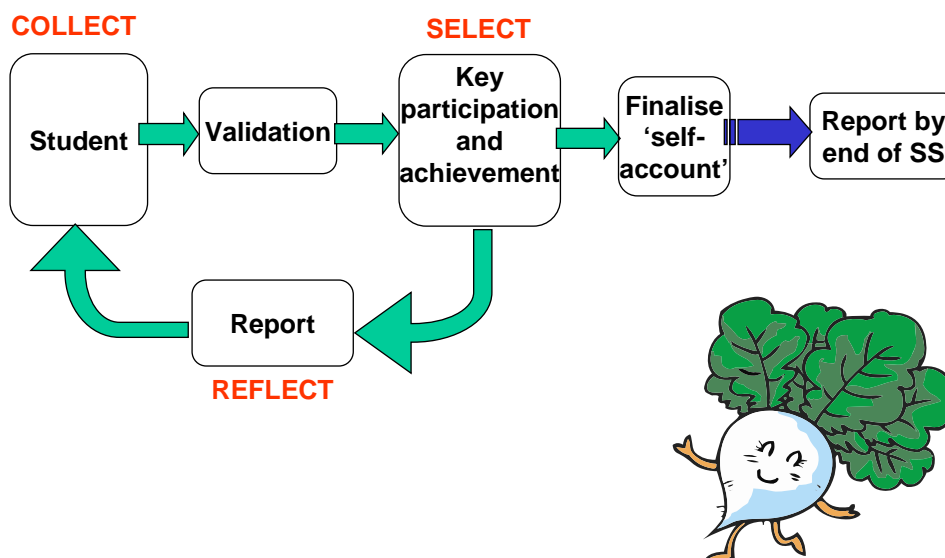 COLLECT
SELECT
Student
Validation
Key
participation
and
achievement
Finalise
‘self-
account’
Report by
end of SS
Report
REFLECT